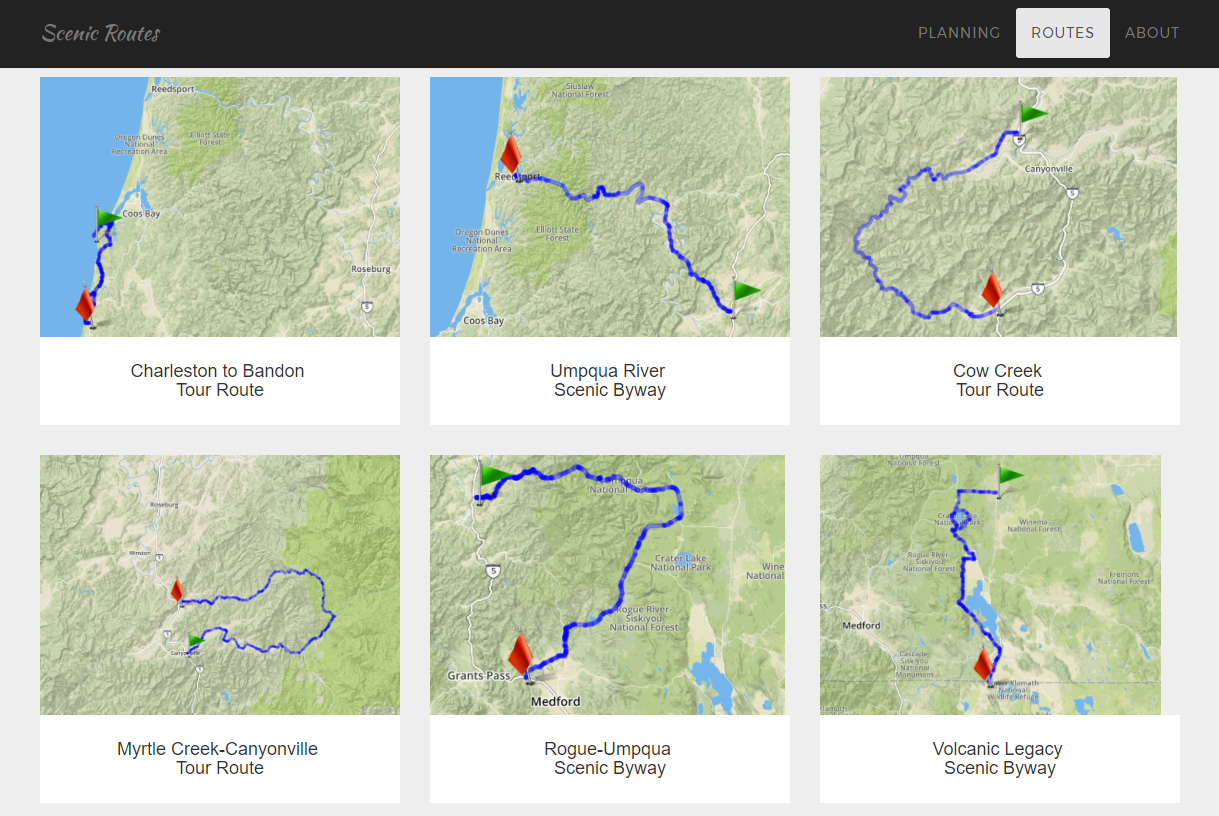 Scenic Routes
PLANNING ROUTES ABOUT
Reedsport
Oregon Dunes
National
Recreation Area
Elliott State
Forest
Coos Bay
Roseburg
5
Charleston to Bandon
Tour Route
Siuslaw
National Forest
Reedsport
Oregon Dunes
National
Recreation Area
Elliott State
Forest
Coos Bay
Umpqua River
Scenic Byway
5
Canyonville
5
5
Cow Creek
Tour Route
Roseburg
Winston
5
Canyonville
Myrtle Creek-Canyonville
Tour Route
Umpqua
National Forest
5
Crater Lake
National Park
Wine
National
Rogue River-
Siskiyou
National Forest
Grants Pass
Medford
Rogue-Umpqua
Scenic Byway
Umpqua
National Forest
Crater Lake
National Park
Winema
National Forest
Rogue River
Siskiyou
National Forest
Fremont
National Forest
Medford
Cascade-
Siskiyou
National
Monument
Klamath
National
Wildlife Refuge
lamath
Volcanic Legacy
Scenic Byway